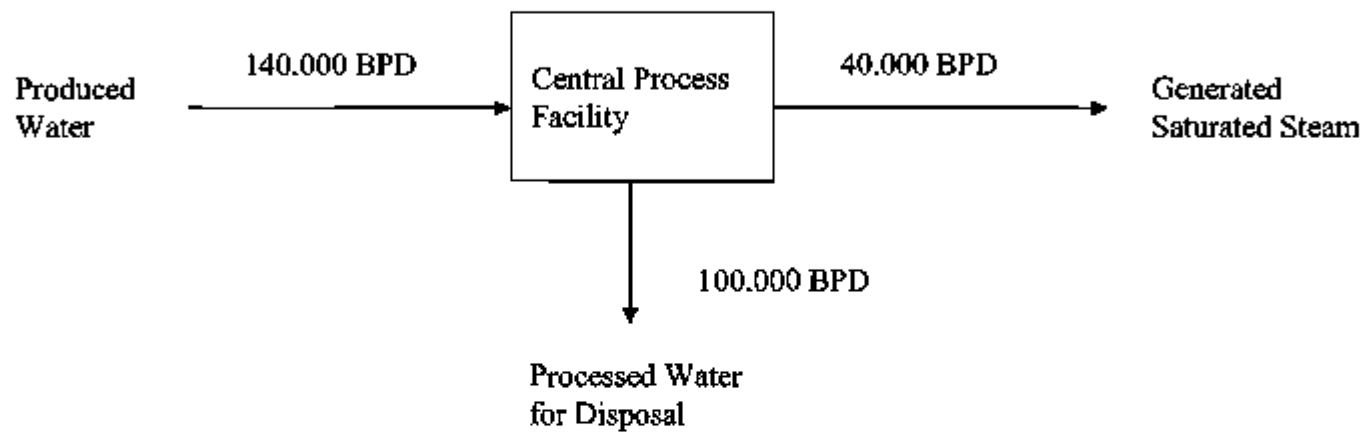 Produced
Water
140.000 BPD
Central Process
Facility
40.000 BPD
Generated
Saturated Steam
100.000 BPD
Processed Water
for Disposal